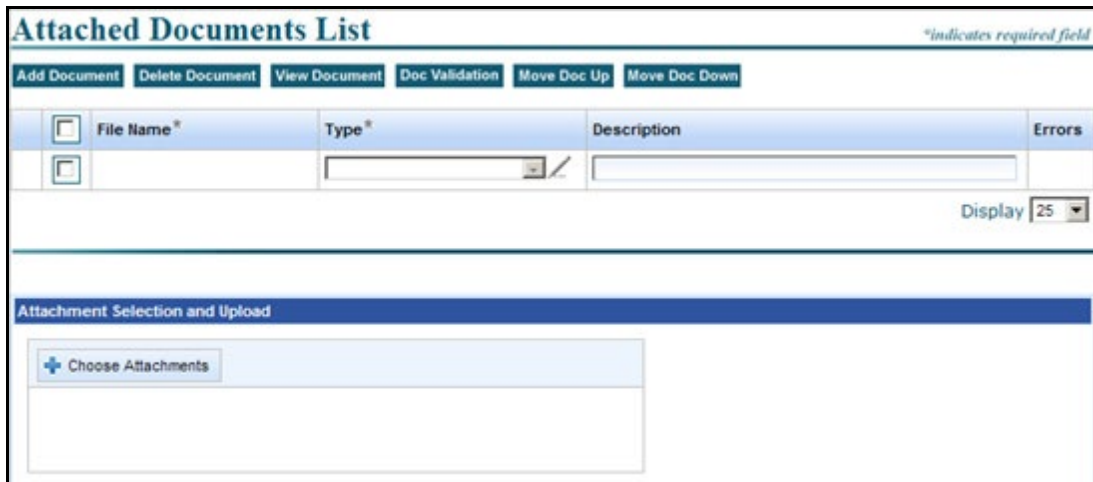 Attached Documents List
*indicates required field
Add Document Delete Document View Document Doc Validation Move Doc Up Move Doc Down
File Name* Type* Description Errors
Display 25
Attachment Selection and Upload
Choose Attachments